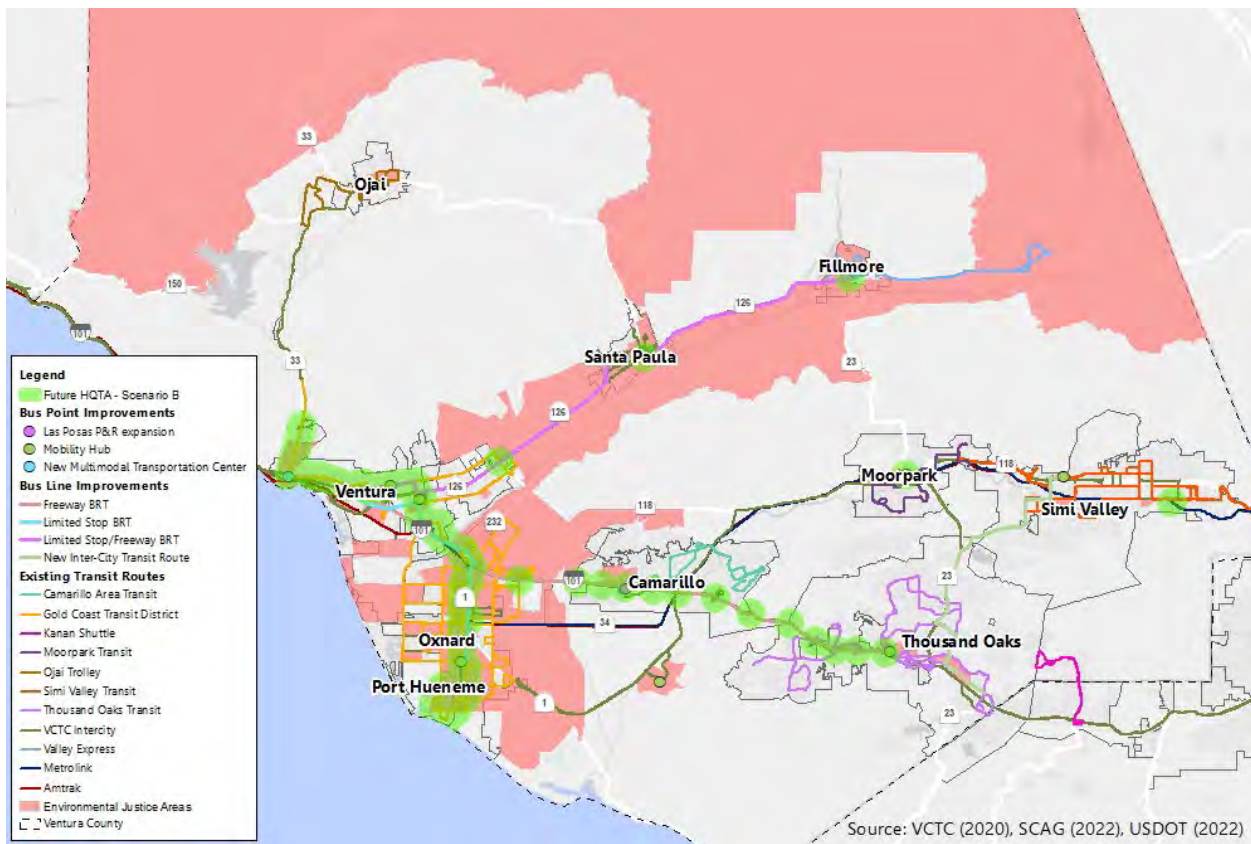 33
Ojai
150
101
Fillmore
126
Santa Paula
23
33
126
Legend
Future HQTA - Scenario B
Bus Point Improvements
Las Posas P&R expansion
Mobility Hub
New Multimodal Transportation Center
Bus Line Improvements
Freeway BRT
Limited Stop BRT
Limited Stop/Freeway BRT
New Inter-City Transit Route
Existing Transit Routes
Camarillo Area Transit
Gold Coast Transit District
Kanan Shuttle
Moorpark Transit
Ojai Trolley
Simi Valley Transit
Thousand Oaks Transit
VCTC Intercity
Valley Express
Metrolink
Amtrak
Environmental Justice Areas
Ventura County
Ventura
126
101
232
118
Moorpark
118
Simi Valley
101
Camarillo
23
1
34
Oxnard
Thousand Oaks
Port Hueneme
1
23
Source: VCTC (2020), SCAG (2022), USDOT (2022)